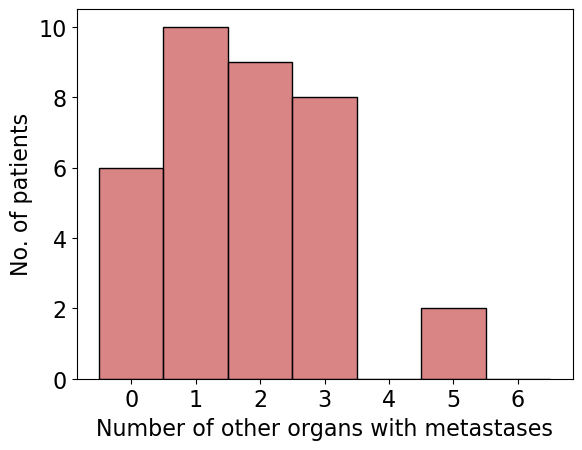 10
8
6
4
2
0
No. of patients
0 1 2 3 4 5 6
Number of other organs with metastases